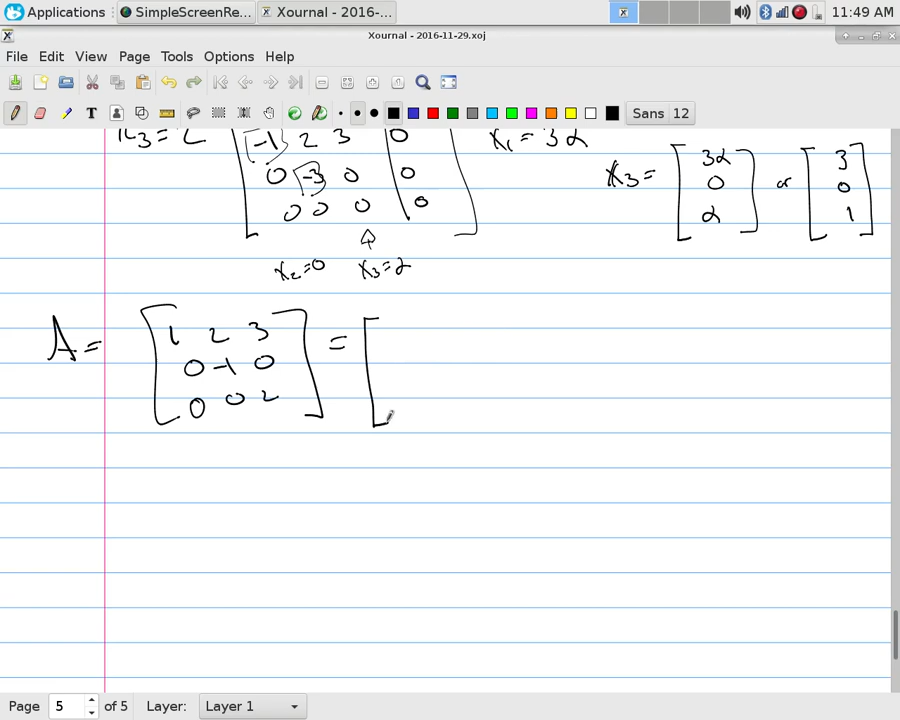 Applications SimpleScreenRe... Xournal - 2016-... 11:49 AM
Xournal - 2016-11-29.xoj
File Edit View Page Tools Options Help
Sans 12
-1 2 3 0 x₁ = 3α
0 -3 0 0
0 0 0 0
x₃ = [3α 0 α] or [3 0 1]
x₂=0 x₃=α
A = [1 2 3
0 -1 0
0 0 2] = [
Page 5 of 5 Layer: Layer 1